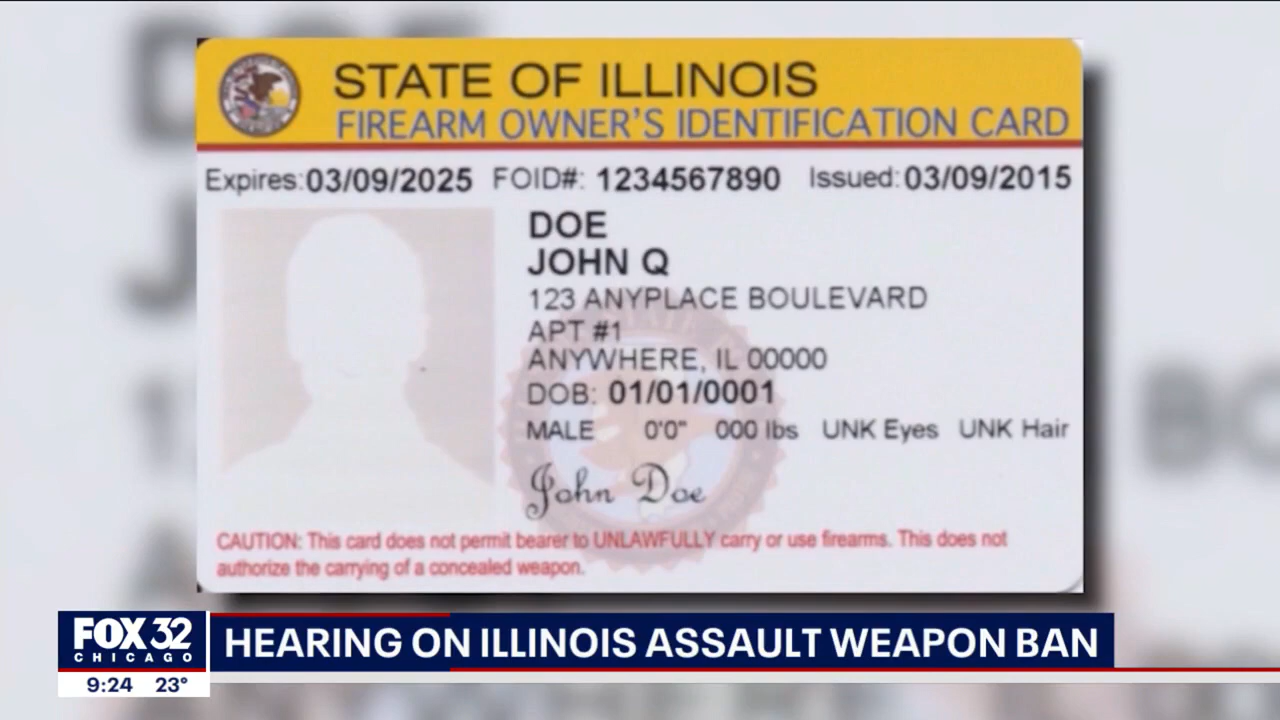 STATE OF ILLINOIS
FIREARM OWNER'S IDENTIFICATION CARD
Expires: 03/09/2025 FOID#: 1234567890 Issued: 03/09/2015
DOE
JOHN Q
123 ANYPLACE BOULEVARD
APT #1
ANYWHERE, IL 00000
DOB: 01/01/0001
MALE 0'0" 000 lbs UNK Eyes UNK Hair
John Doe
CAUTION: This card does not permit bearer to UNLAWFULLY carry or use firearms. This does not
authorize the carrying of a concealed weapon.
FOX 32
CHICAGO
HEARING ON ILLINOIS ASSAULT WEAPON BAN
9:24 23°